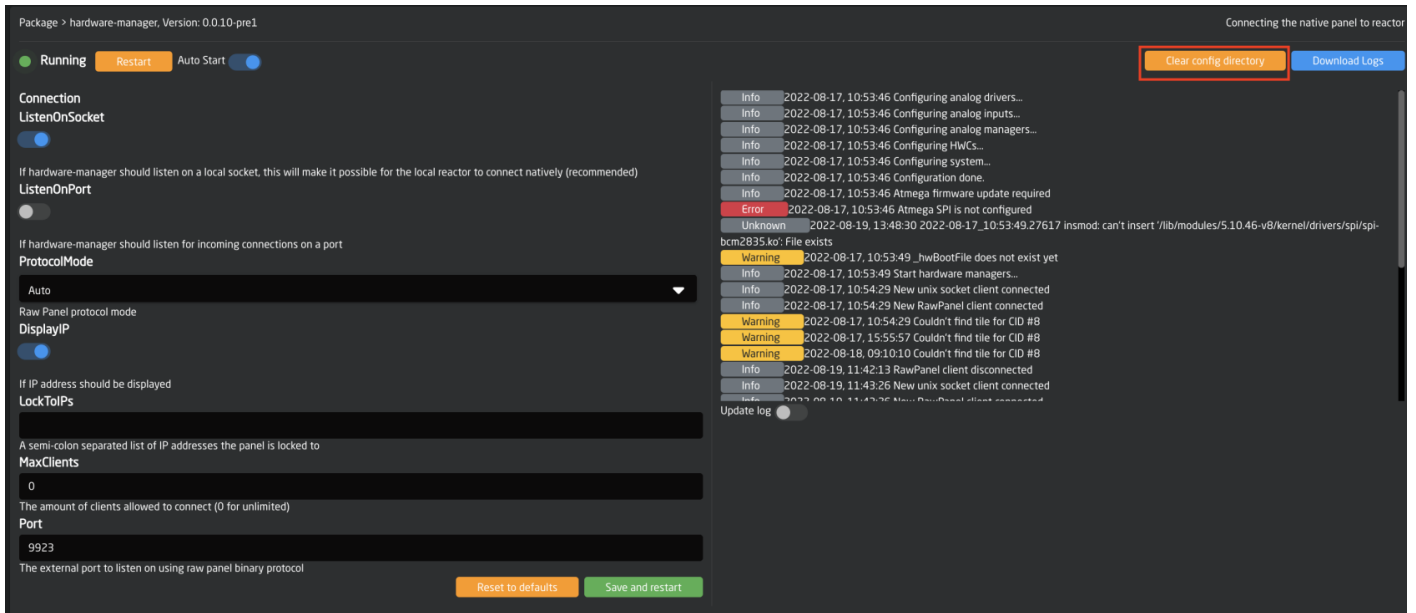 Package > hardware-manager, Version: 0.0.10-pre1
Connecting the native panel to reactor
Running
Restart
Auto Start
Clear config directory
Download Logs
Connection
ListenOnSocket
If hardware-manager should listen on a local socket, this will make it possible for the local reactor to connect natively (recommended)
ListenOnPort
If hardware-manager should listen for incoming connections on a port
ProtocolMode
Auto
Raw Panel protocol mode
DisplayIP
If IP address should be displayed
LockToIPs
A semi-colon separated list of IP addresses the panel is locked to
MaxClients
0
The amount of clients allowed to connect (0 for unlimited)
Port
9923
The external port to listen on using raw panel binary protocol
Reset to defaults
Save and restart
Info 2022-08-17, 10:53:46 Configuring analog drivers...
Info 2022-08-17, 10:53:46 Configuring analog inputs...
Info 2022-08-17, 10:53:46 Configuring analog managers...
Info 2022-08-17, 10:53:46 Configuring HWCs...
Info 2022-08-17, 10:53:46 Configuring system...
Info 2022-08-17, 10:53:46 Configuration done.
Info 2022-08-17, 10:53:46 Atmega firmware update required
Error 2022-08-17, 10:53:46 Atmega SPI is not configured
Unknown 2022-08-19, 13:48:30 2022-08-17_10:53:49.27617 insmod: can't insert '/lib/modules/5.10.46-v8/kernel/drivers/spi/spi-
bcm2835.ko': File exists
Warning 2022-08-17, 10:53:49 _hwBootFile does not exist yet
Info 2022-08-17, 10:53:49 Start hardware managers...
Info 2022-08-17, 10:54:29 New unix socket client connected
Info 2022-08-17, 10:54:29 New RawPanel client connected
Warning 2022-08-17, 10:54:29 Couldn't find tile for CID #8
Warning 2022-08-17, 15:55:57 Couldn't find tile for CID #8
Warning 2022-08-18, 09:10:10 Couldn't find tile for CID #8
Info 2022-08-19, 11:42:13 RawPanel client disconnected
Info 2022-08-19, 11:43:26 New unix socket client connected
Info 2022-08-19, 11:43:26 New RawPanel client connected
Update log